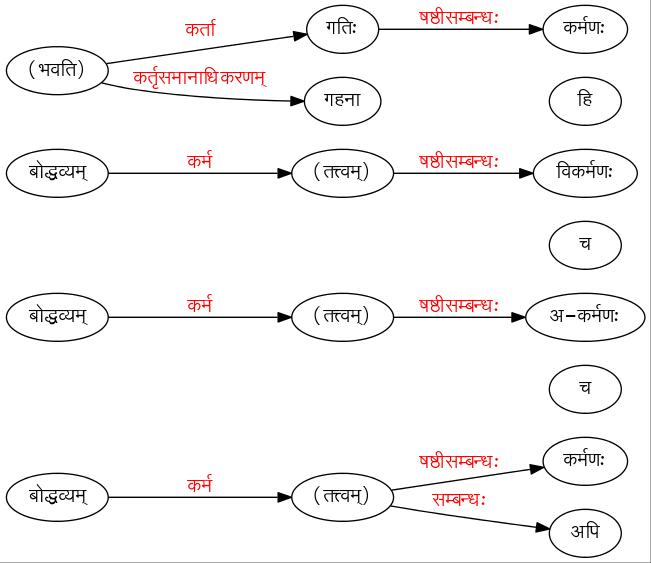 कर्ता गतिः षष्ठीसम्बन्धः कर्मणः
(भवति) कर्तृसमानाधिकरणम्
गहना हि
बोद्धव्यम् कर्म (तत्त्वम्) षष्ठीसम्बन्धः विकर्मणः
च
बोद्धव्यम् कर्म (तत्त्वम्) षष्ठीसम्बन्धः अ-कर्मणः
च
षष्ठीसम्बन्धः कर्मणः
बोद्धव्यम् कर्म (तत्त्वम्) सम्बन्धः
अपि